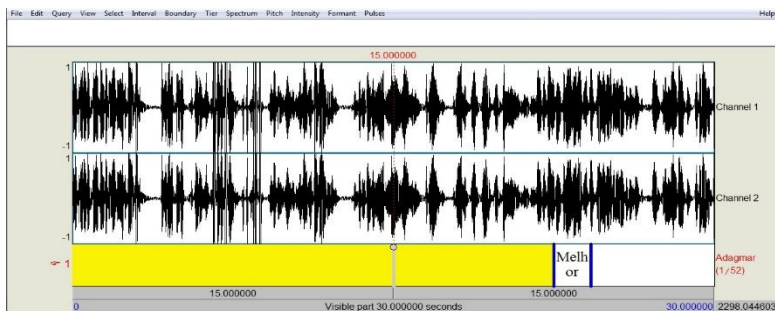 File Edit Query View Select Interval Boundary Tier Spectrum Pitch Intensity Formant Pulses Help
15.000000
1
Channel 1
-1
1
Channel 2
-1
1
Melh
or
Adagmar
(1/52)
15.000000 15.000000
0 Visible part 30.000000 seconds 30.000000 2298.044603